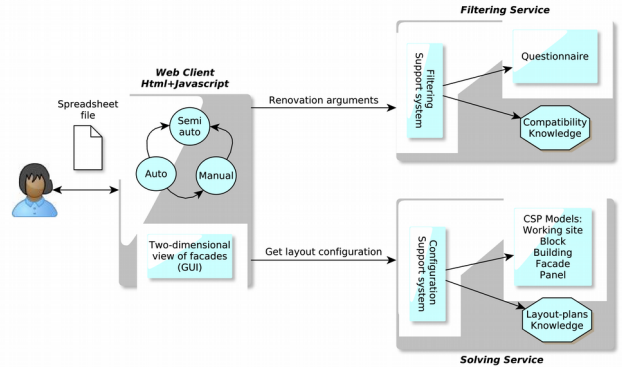 Filtering Service
Web Client
Html+Javascript
Spreadsheet
file
Semi
auto
Auto
Manual
Two-dimensional
view of facades
(GUI)
Renovation arguments
Get layout configuration
Filtering
Support system
Questionnaire
Compatibility
Knowledge
Configuration
Support system
CSP Models:
Working site
Block
Building
Facade
Panel
Layout-plans
Knowledge
Solving Service